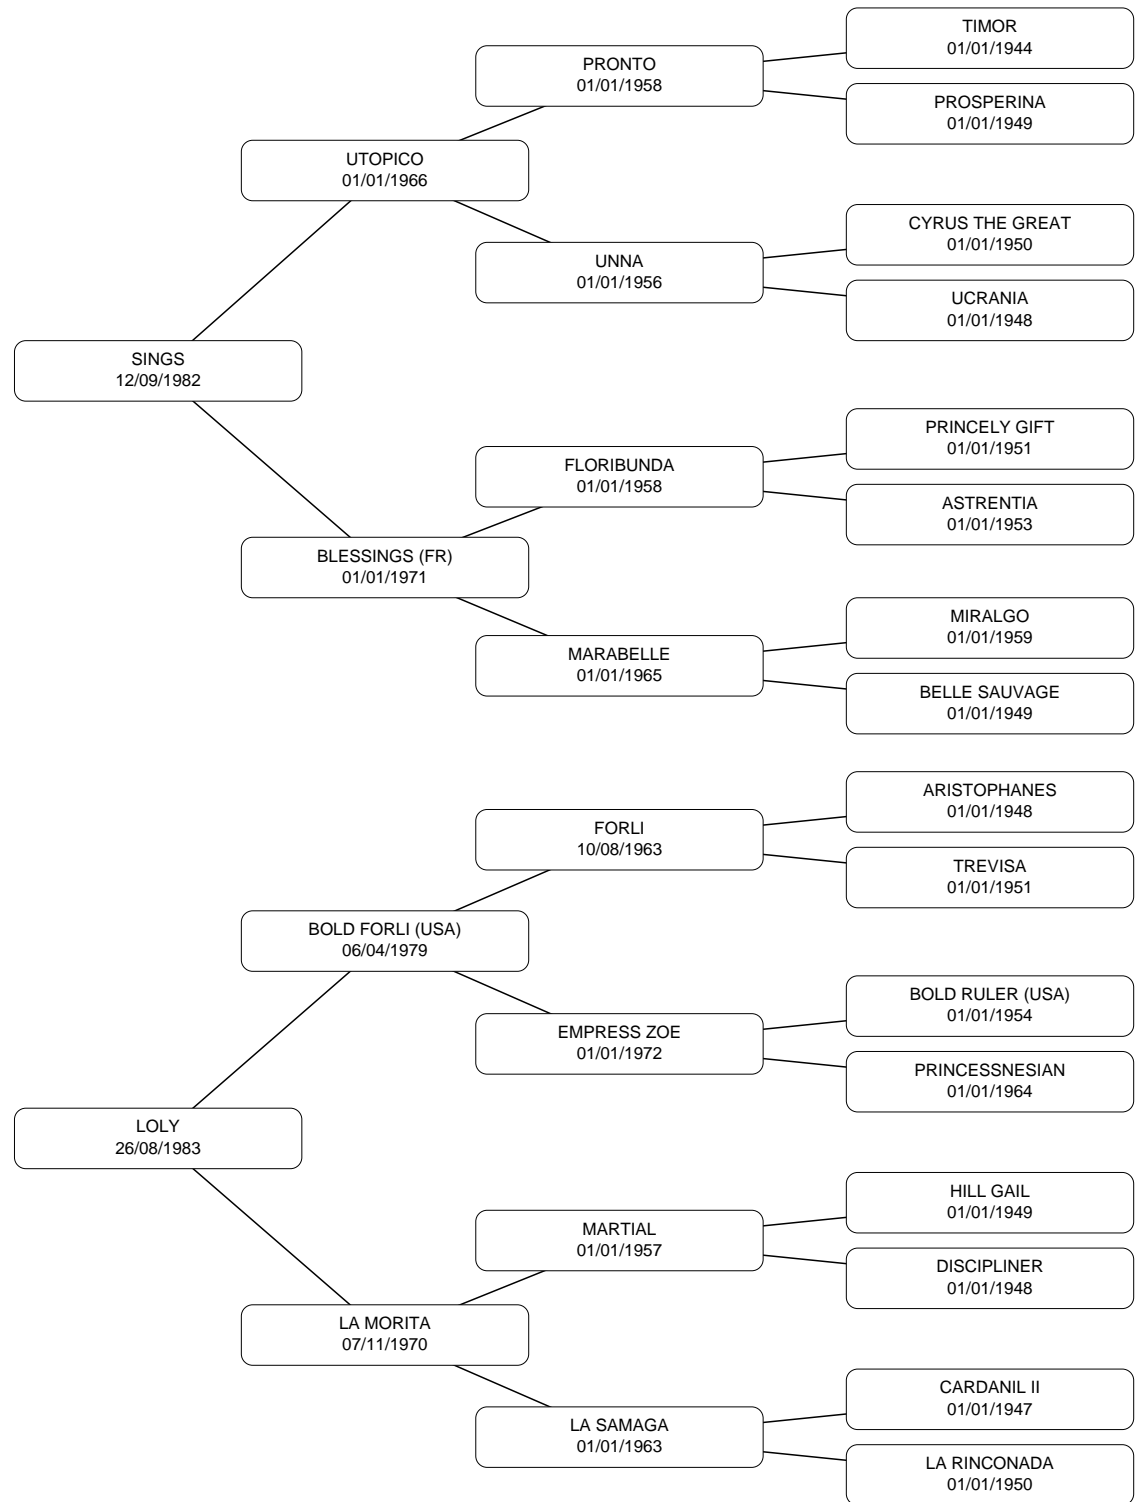 TIMOR
01/01/1944
PRONTO
01/01/1958
PROSPERINA
01/01/1949
UTOPICO
01/01/1966
CYRUS THE GREAT
01/01/1950
UNNA
01/01/1956
UCRANIA
01/01/1948
SINGS
12/09/1982
PRINCELY GIFT
01/01/1951
FLORIBUNDA
01/01/1958
ASTRENTIA
01/01/1953
BLESSINGS (FR)
01/01/1971
MIRALGO
01/01/1959
MARABELLE
01/01/1965
BELLE SAUVAGE
01/01/1949
ARISTOPHANES
01/01/1948
FORLI
10/08/1963
TREVISA
01/01/1951
BOLD FORLI (USA)
06/04/1979
BOLD RULER (USA)
01/01/1954
EMPRESS ZOE
01/01/1972
PRINCESSNESIAN
01/01/1964
LOLY
26/08/1983
HILL GAIL
01/01/1949
MARTIAL
01/01/1957
DISCIPLINER
01/01/1948
LA MORITA
07/11/1970
CARDANIL II
01/01/1947
LA SAMAGA
01/01/1963
LA RINCONADA
01/01/1950